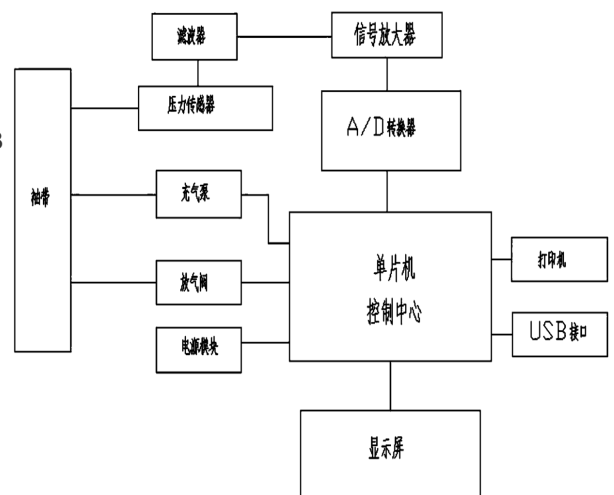 滤波器
信号放大器
压力传感器
A/D转换器
袖带
充气泵
单片机
控制中心
打印机
放气阀
USB接口
电源模块
显示屏